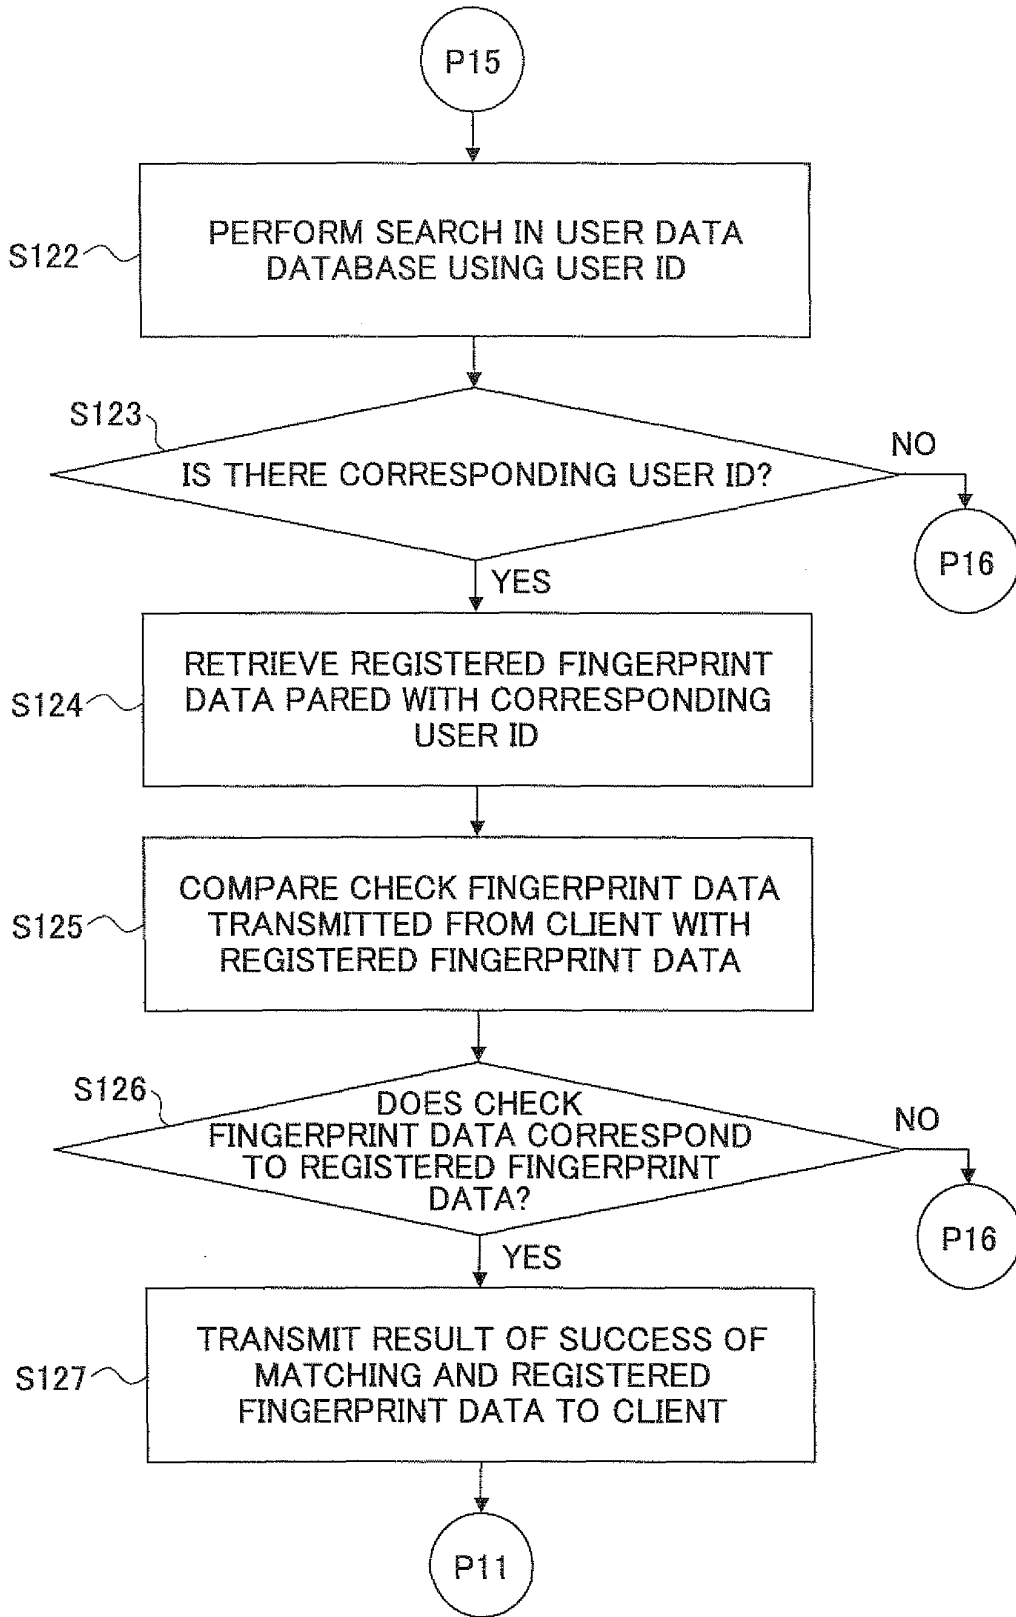 P15
S122
PERFORM SEARCH IN USER DATA
DATABASE USING USER ID
S123
IS THERE CORRESPONDING USER ID?
NO
P16
YES
S124
RETRIEVE REGISTERED FINGERPRINT
DATA PARED WITH CORRESPONDING
USER ID
S125
COMPARE CHECK FINGERPRINT DATA
TRANSMITTED FROM CLIENT WITH
REGISTERED FINGERPRINT DATA
S126
DOES CHECK
FINGERPRINT DATA CORRESPOND
TO REGISTERED FINGERPRINT
DATA?
NO
P16
YES
S127
TRANSMIT RESULT OF SUCCESS OF
MATCHING AND REGISTERED
FINGERPRINT DATA TO CLIENT
P11